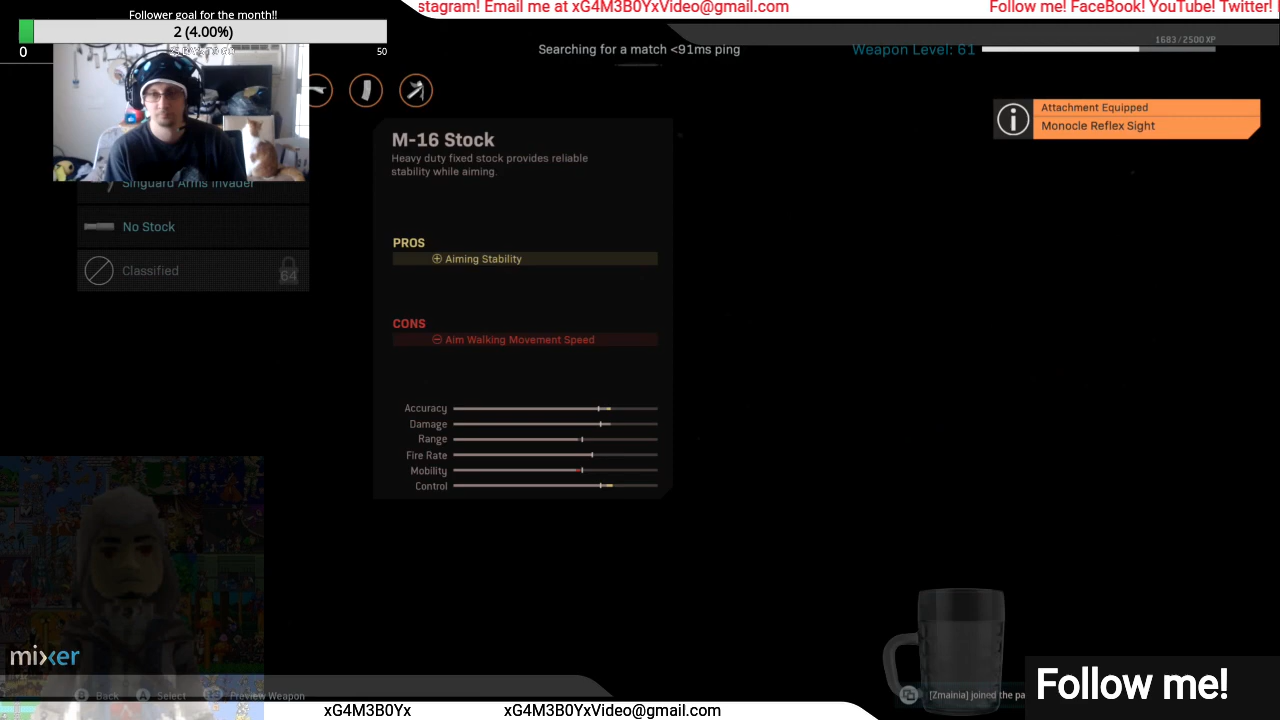 Follower goal for the month!!
2 (4.00%)
0
50
stagram! Email me at xG4M3B0YxVideo@gmail.com
Follow me! FaceBook! YouTube! Twitter!
Searching for a match <91ms ping
Weapon Level: 61
1683/2500 XP
Attachment Equipped
Monocle Reflex Sight
Singuard Arms Invader
No Stock
Classified
64
M-16 Stock
Heavy duty fixed stock provides reliable
stability while aiming.
PROS
Aiming Stability
CONS
Aim Walking Movement Speed
Accuracy
Damage
Range
Fire Rate
Mobility
Control
mixer
B Back
A Select
RS Preview Weapon
[Zmainia] joined the pa
Follow me!
xG4M3B0Yx
xG4M3B0YxVideo@gmail.com